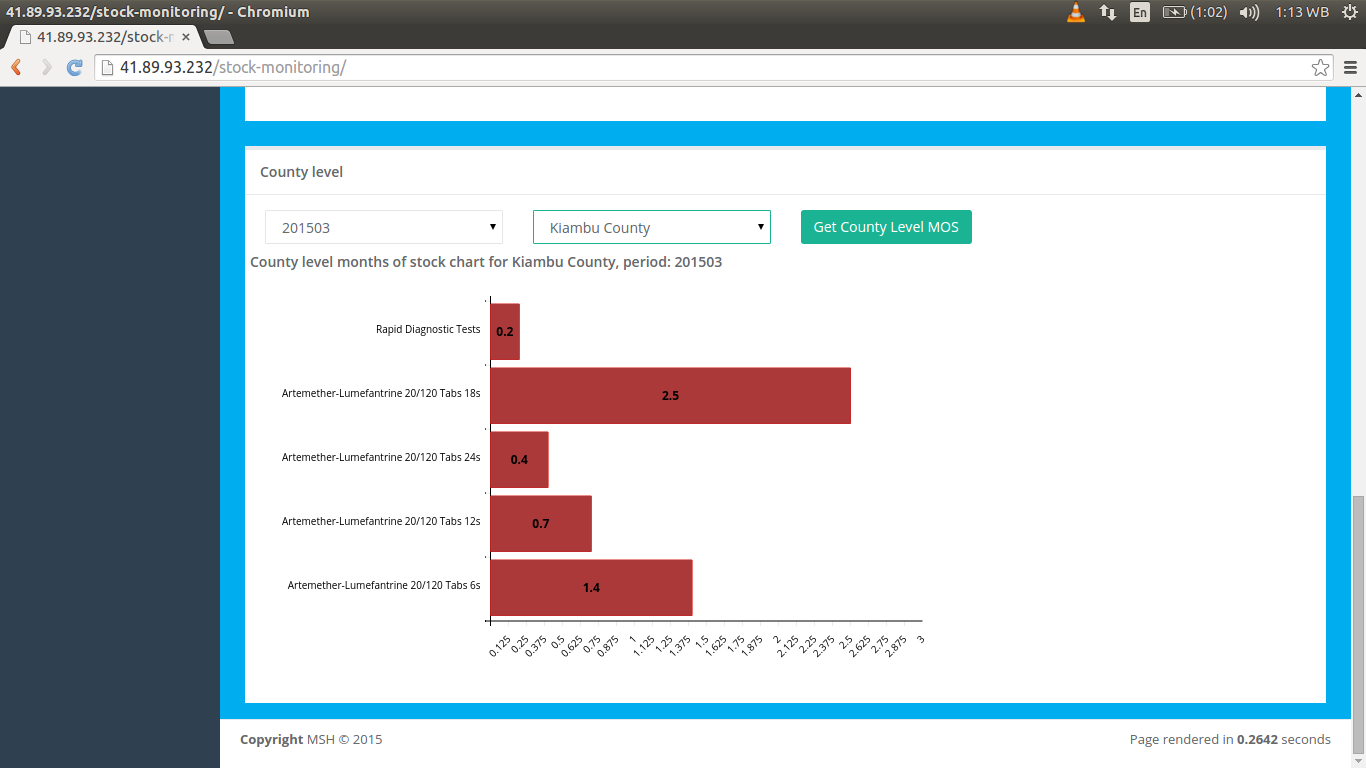 41.89.93.232/stock-monitoring/ - Chromium
En (1:02) 1:13 WB
41.89.93.232/stock-r
41.89.93.232/stock-monitoring/
County level
201503 Kiambu County Get County Level MOS
County level months of stock chart for Kiambu County, period: 201503
Rapid Diagnostic Tests 0.2
Artemether-Lumefantrine 20/120 Tabs 18s 2.5
Artemether-Lumefantrine 20/120 Tabs 24s 0.4
Artemether-Lumefantrine 20/120 Tabs 12s 0.7
Artemether-Lumefantrine 20/120 Tabs 6s 1.4
0.125 0.25 0.375 0.5 0.625 0.75 0.875 1 1.125 1.25 1.375 1.5 1.625 1.75 1.875 2 2.125 2.25 2.375 2.5 2.625 2.75 2.875 3
Copyright MSH © 2015 Page rendered in 0.2642 seconds